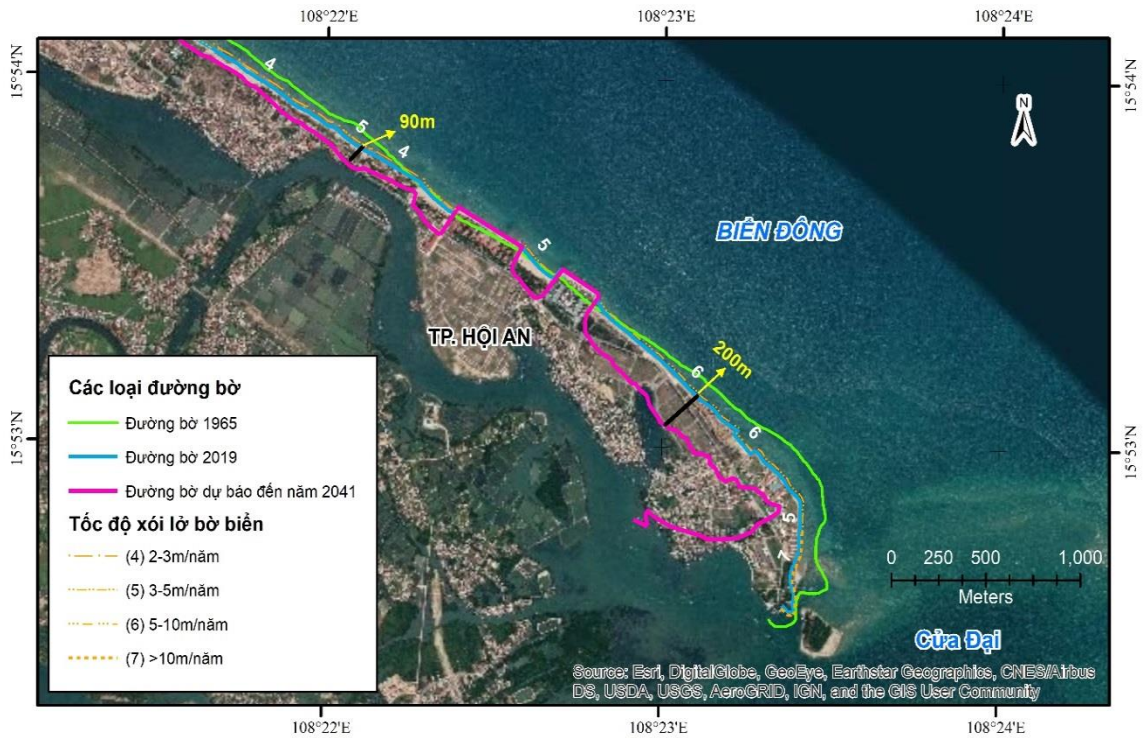 108°22'E
108°23'E
108°24'E
15°54'N
15°54'N
4
5
90m
4
N
BIỂN ĐÔNG
5
TP. HỘI AN
200m
6
6
Các loại đường bờ
Đường bờ 1965
Đường bờ 2019
Đường bờ dự báo đến năm 2041
Tốc độ xói lở bờ biển
(4) 2-3m/năm
(5) 3-5m/năm
(6) 5-10m/năm
(7) >10m/năm
15°53'N
15°53'N
5
7
0 250 500 1,000
Meters
Cửa Đại
Source: Esri, DigitalGlobe, GeoEye, Earthstar Geographics, CNES/Airbus
DS, USDA, USGS, AeroGRID, IGN, and the GIS User Community
108°22'E
108°23'E
108°24'E